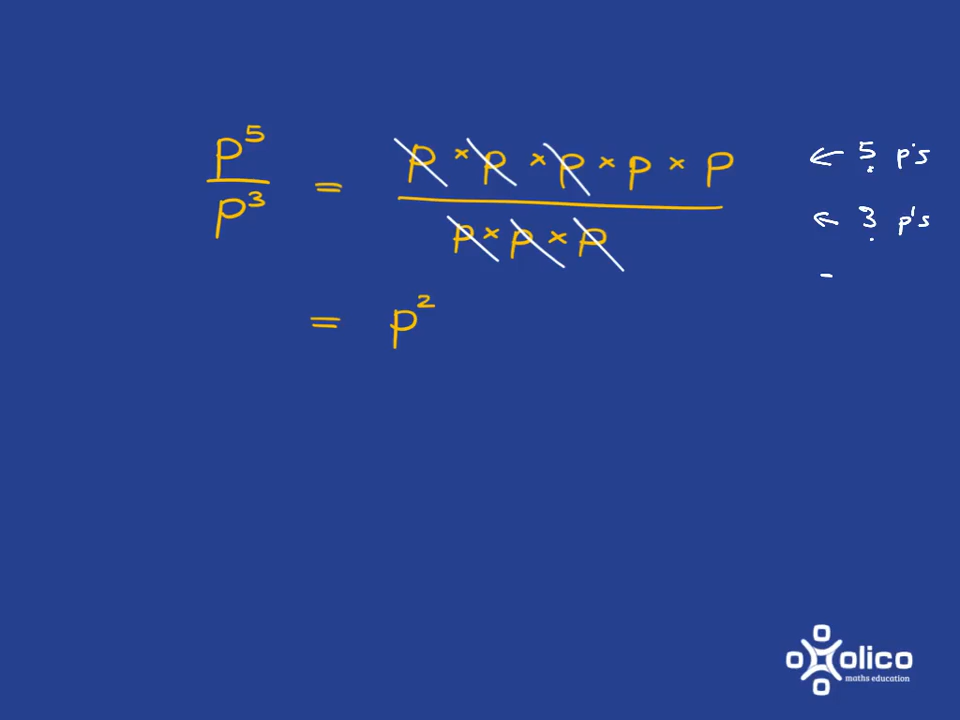 p⁵/p³ = p × p × p × p × p / p × p × p ← 5 p's
← 3 p's
-
= p²
olico
maths education